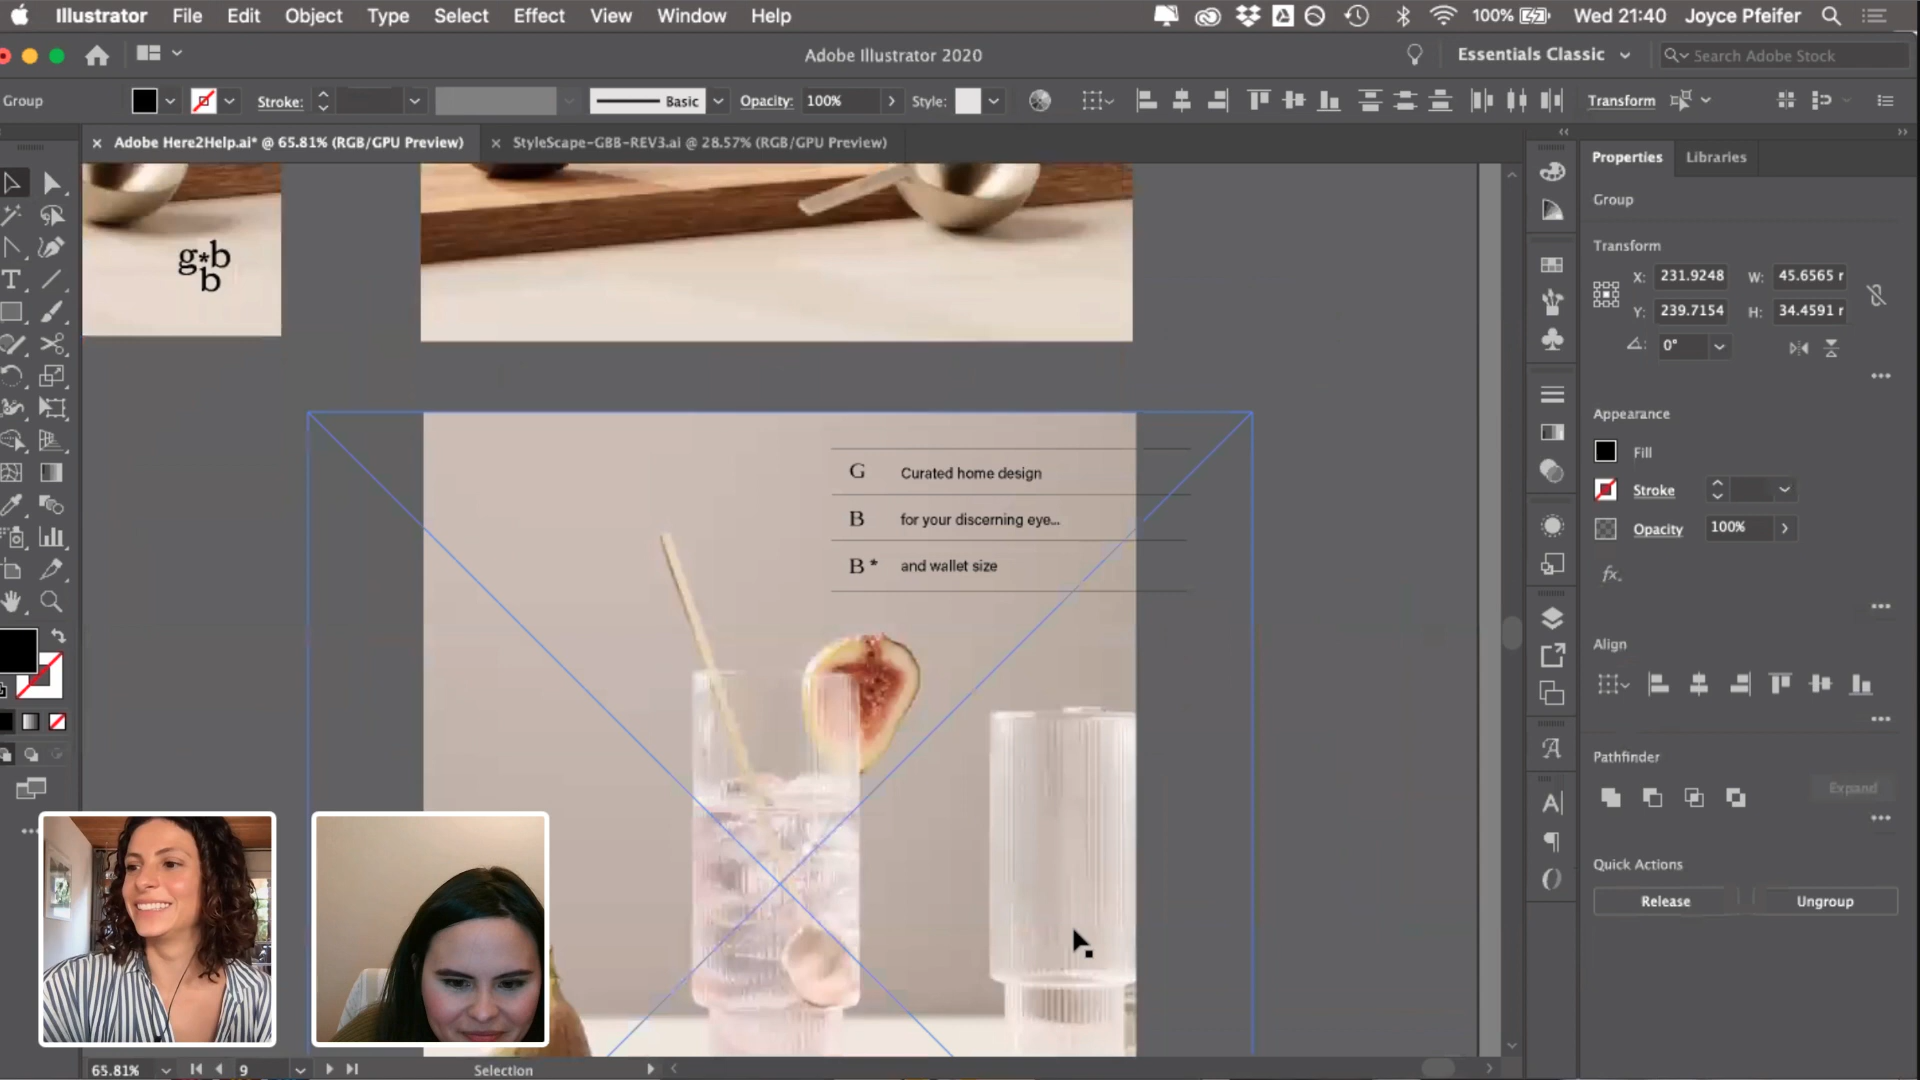 Illustrator File Edit Object Type Select Effect View Window Help 100% Wed 21:40 Joyce Pfeifer
Adobe Illustrator 2020 Essentials Classic Search Adobe Stock
Group Stroke: Basic Opacity: 100% Style: Transform
Adobe Here2Help.ai* @ 65.81% (RGB/GPU Preview) StyleScape-GBB-REV3.ai @ 28.57% (RGB/GPU Preview)
Properties Libraries
Group
Transform
X: 231.9248 W: 45.6565 r
Y: 239.7154 H: 34.4591 r
0°
g*b
b
Appearance
Fill
Stroke
Opacity 100%
fx.
G Curated home design
B for your discerning eye...
B* and wallet size
Align
Pathfinder
Expand
Quick Actions
Release Ungroup
65.81% 9 Selection